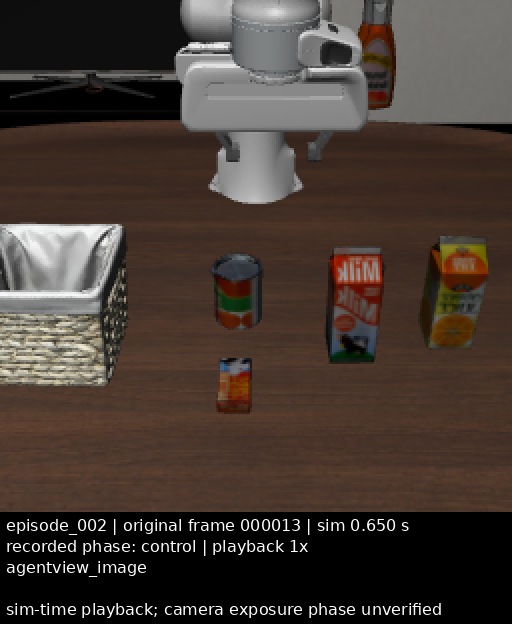 Milk
Milk
episode_002 | original frame 000013 | sim 0.650 s
recorded phase: control | playback 1x
agentview_image
sim-time playback; camera exposure phase unverified